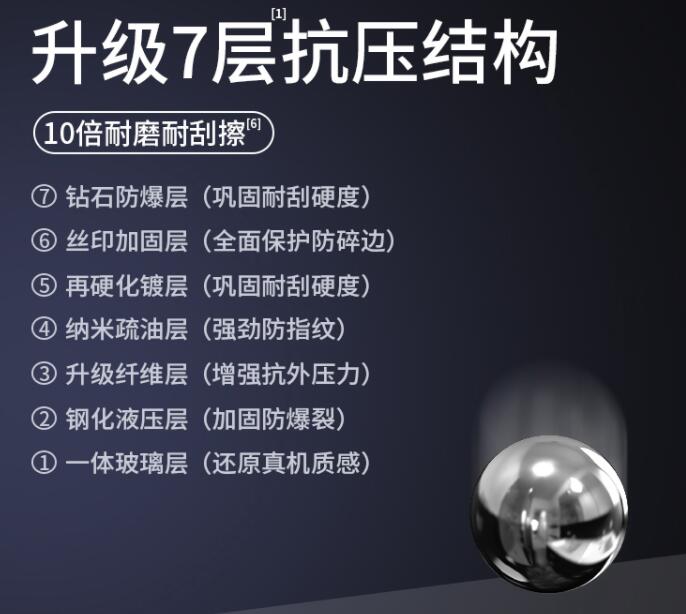 升级7层[1]抗压结构
10倍耐磨耐刮擦[6]
⑦ 钻石防爆层（巩固耐刮硬度）
⑥ 丝印加固层（全面保护防碎边）
⑤ 再硬化镀层（巩固耐刮硬度）
④ 纳米疏油层（强劲防指纹）
③ 升级纤维层（增强抗外压力）
② 钢化液压层（加固防爆裂）
① 一体玻璃层（还原真机质感）